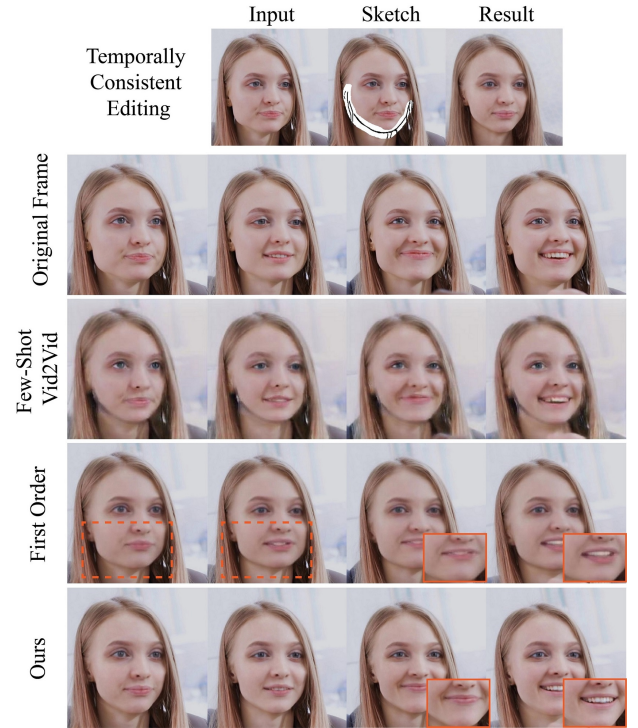 Input Sketch Result
Temporally
Consistent
Editing
Original Frame
Few-Shot
Vid2Vid
First Order
Ours